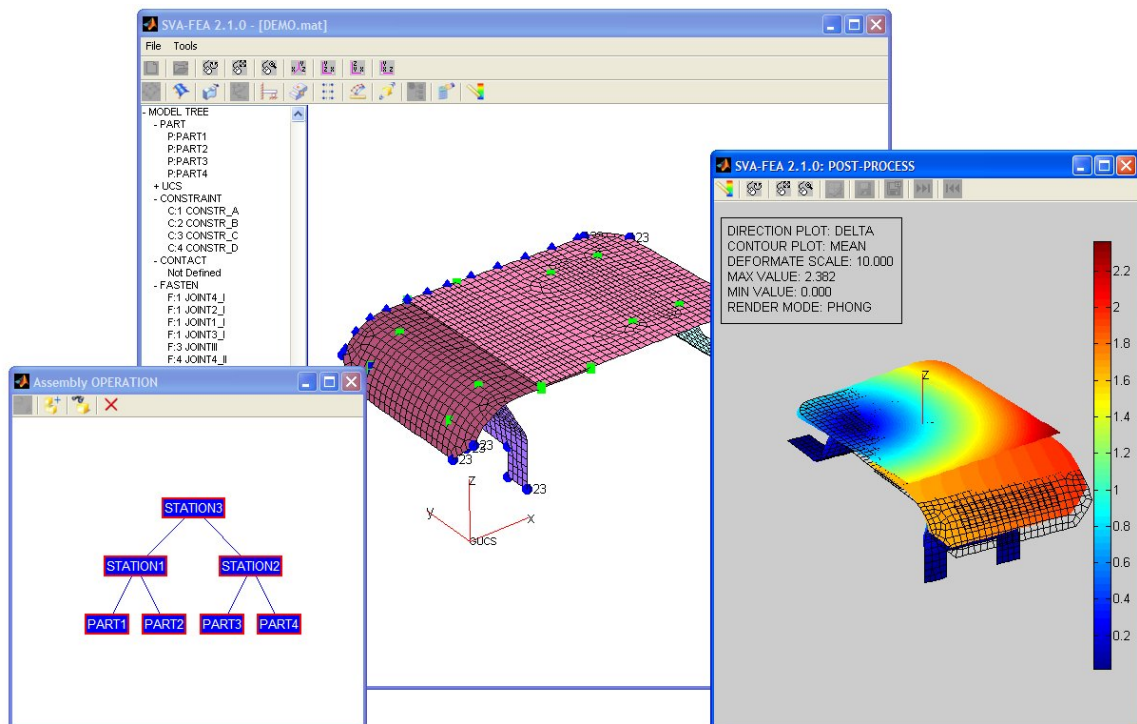 SVA-FEA 2.1.0 - [DEMO.mat]
File Tools
- MODEL TREE
- PART
P:PART1
P:PART2
P:PART3
P:PART4
+ UCS
- CONSTRAINT
C:1 CONSTR_A
C:2 CONSTR_B
C:3 CONSTR_C
C:4 CONSTR_D
- CONTACT
Not Defined
- FASTEN
F:1 JOINT4_I
F:1 JOINT2_I
F:1 JOINT1_I
F:1 JOINT3_I
F:3 JOINTIII
F:4 JOINT4_II
23
23
23
23
23
z
y
x
GUCS
Assembly OPERATION
STATION3
STATION1 STATION2
PART1 PART2 PART3 PART4
SVA-FEA 2.1.0: POST-PROCESS
DIRECTION PLOT: DELTA
CONTOUR PLOT: MEAN
DEFORMATE SCALE: 10.000
MAX VALUE: 2.382
MIN VALUE: 0.000
RENDER MODE: PHONG
Z
2.2
2
1.8
1.6
1.4
1.2
1
0.8
0.6
0.4
0.2